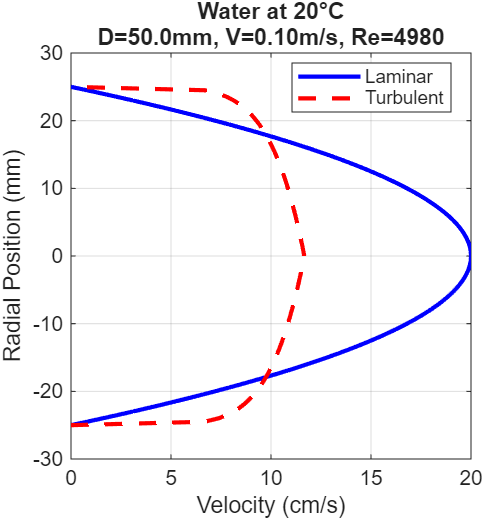 Water at 20°C
D=50.0mm, V=0.10m/s, Re=4980
Laminar
Turbulent
30
20
10
0
-10
-20
-30
Radial Position (mm)
0
5
10
15
20
Velocity (cm/s)